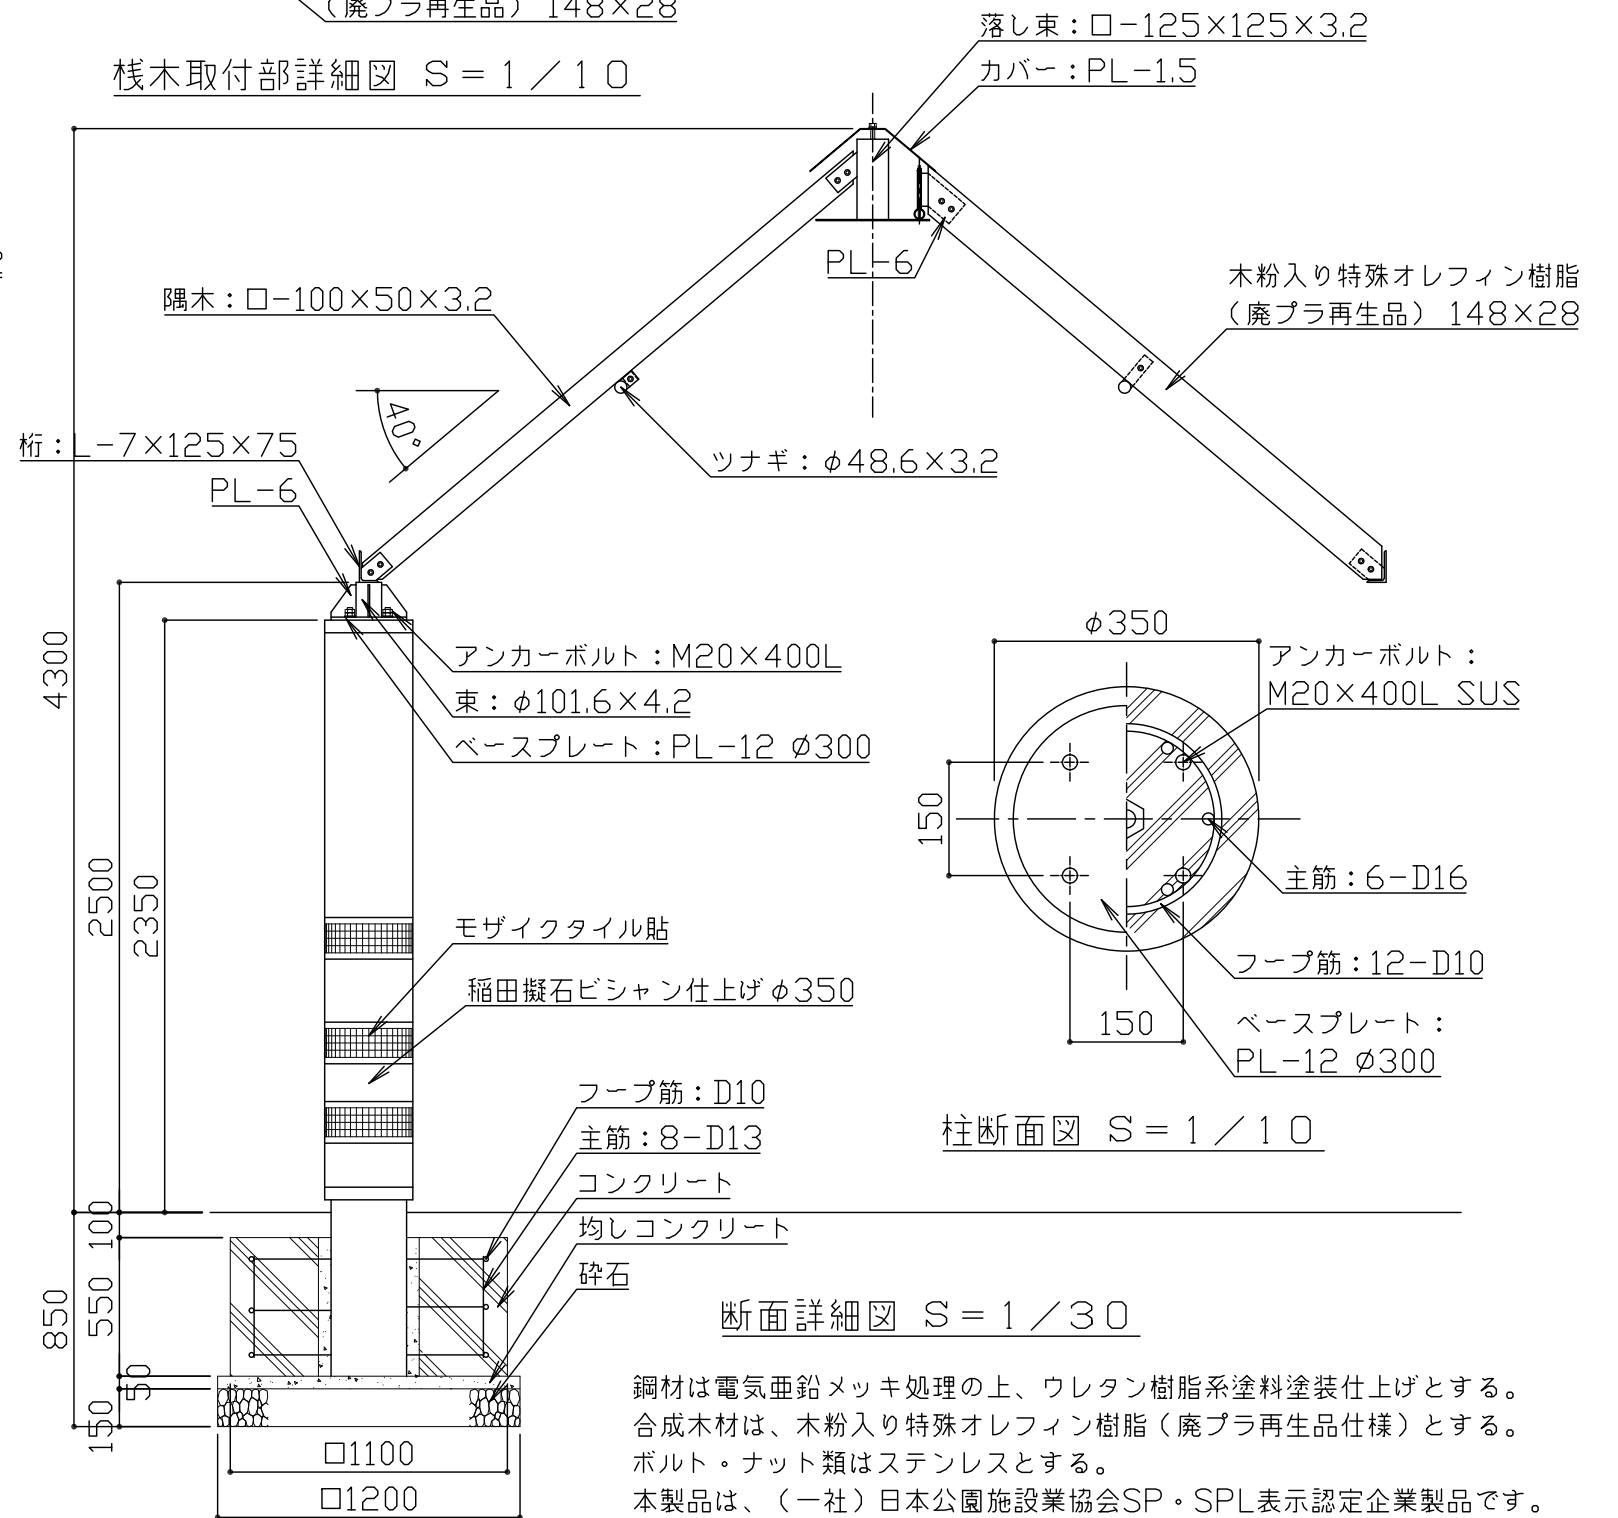 （廃プラ再生品） 148×28
桟木取付部詳細図 S=1／10
落し束：□-125×125×3.2
カバー：PL-1.5
PL-6
隅木：□-100×50×3.2
木粉入り特殊オレフィン樹脂
（廃プラ再生品） 148×28
40°
桁：L-7×125×75
ツナギ：φ48.6×3.2
PL-6
4300
2500
2350
アンカーボルト：M20×400L
束：φ101.6×4.2
ベースプレート：PL-12 Ø300
φ350
アンカーボルト：
M20×400L SUS
150
主筋：6-D16
フープ筋：12-D10
150
ベースプレート：
PL-12 Ø300
柱断面図 S=1／10
モザイクタイル貼
稲田擬石ビシャン仕上げφ350
フープ筋：D10
主筋：8-D13
コンクリート
均しコンクリート
砕石
850
100
550
50
150
□1100
□1200
断面詳細図 S=1／30
鋼材は電気亜鉛メッキ処理の上、ウレタン樹脂系塗料塗装仕上げとする。
合成木材は、木粉入り特殊オレフィン樹脂（廃プラ再生品仕様）とする。
ボルト・ナット類はステンレスとする。
本製品は、（一社）日本公園施設業協会SP・SPL表示認定企業製品です。